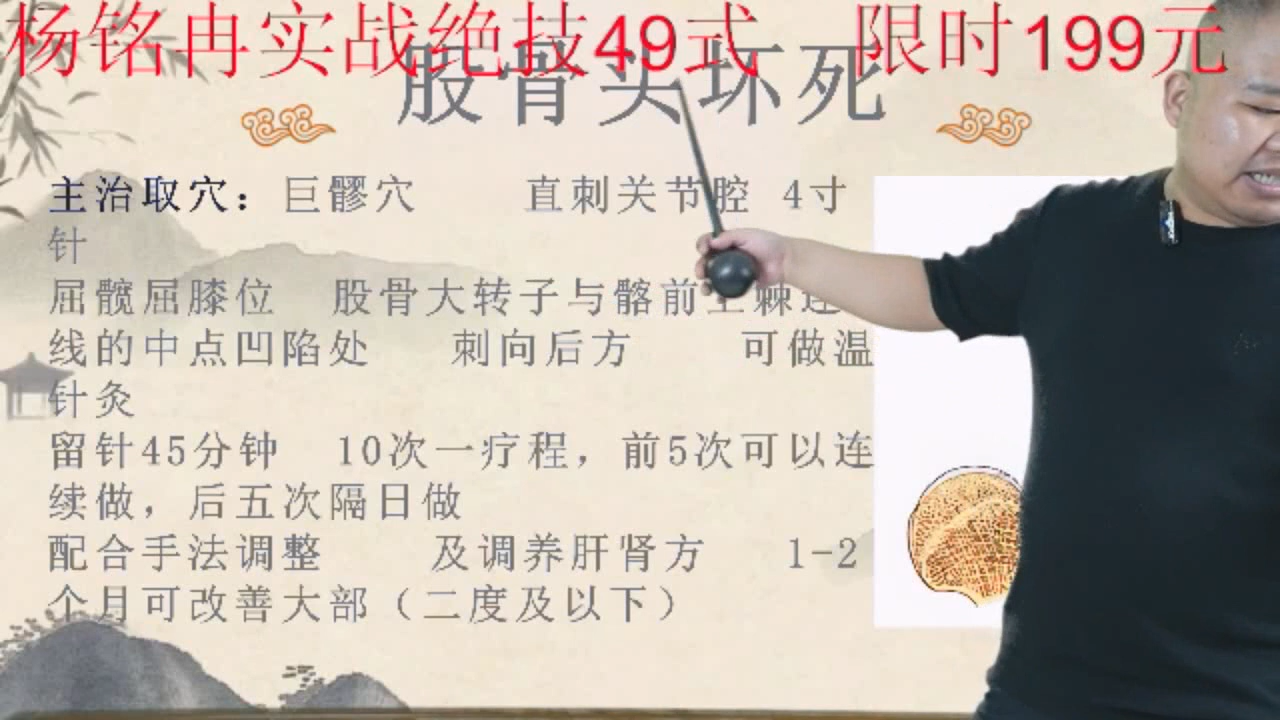 杨铭冉实战绝技49式 限时199元
股骨头坏死
主治取穴：巨髎穴 直刺关节腔 4寸
针
屈髋屈膝位 股骨大转子与髂前上棘连
线的中点凹陷处 刺向后方 可做温
针灸
留针45分钟 10次一疗程，前5次可以连
续做，后五次隔日做
配合手法调整 及调养肝肾方 1-2
个月可改善大部（二度及以下）